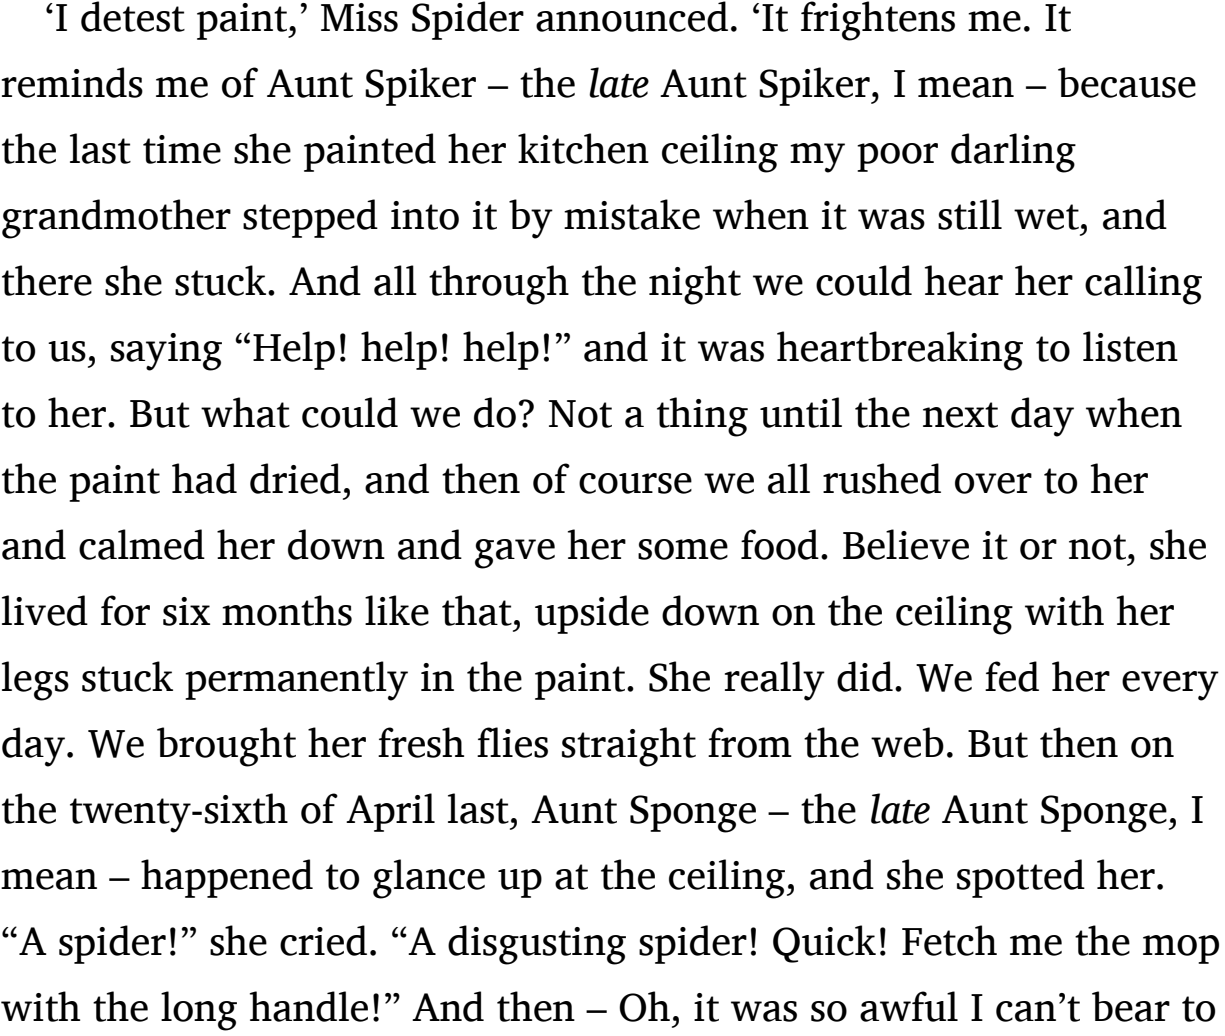 ‘I detest paint,’ Miss Spider announced. ‘It frightens me. It
reminds me of Aunt Spiker – the late Aunt Spiker, I mean – because
the last time she painted her kitchen ceiling my poor darling
grandmother stepped into it by mistake when it was still wet, and
there she stuck. And all through the night we could hear her calling
to us, saying “Help! help! help!” and it was heartbreaking to listen
to her. But what could we do? Not a thing until the next day when
the paint had dried, and then of course we all rushed over to her
and calmed her down and gave her some food. Believe it or not, she
lived for six months like that, upside down on the ceiling with her
legs stuck permanently in the paint. She really did. We fed her every
day. We brought her fresh flies straight from the web. But then on
the twenty-sixth of April last, Aunt Sponge – the late Aunt Sponge, I
mean – happened to glance up at the ceiling, and she spotted her.
“A spider!” she cried. “A disgusting spider! Quick! Fetch me the mop
with the long handle!” And then – Oh, it was so awful I can’t bear to